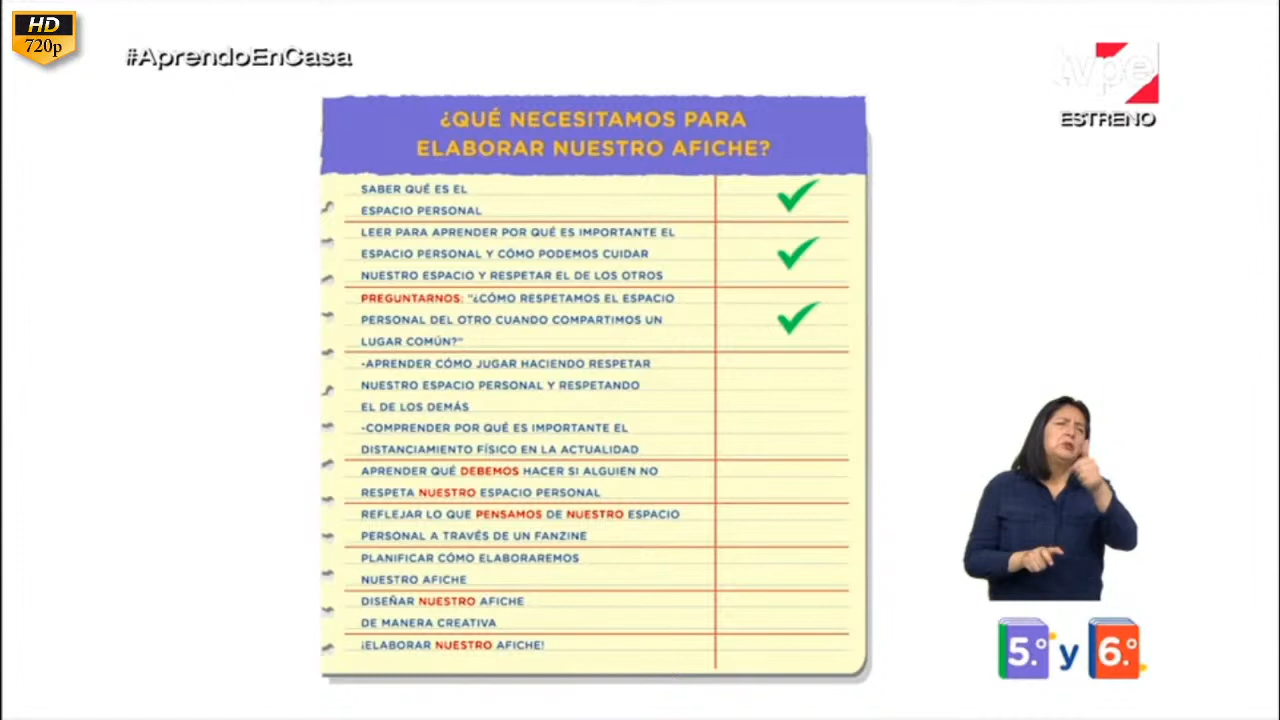 HD
720p
#AprendoEnCasa
tvpe
ESTRENO
¿QUÉ NECESITAMOS PARA
ELABORAR NUESTRO AFICHE?
SABER QUÉ ES EL
ESPACIO PERSONAL
LEER PARA APRENDER POR QUÉ ES IMPORTANTE EL
ESPACIO PERSONAL Y CÓMO PODEMOS CUIDAR
NUESTRO ESPACIO Y RESPETAR EL DE LOS OTROS
PREGUNTARNOS: "¿CÓMO RESPETAMOS EL ESPACIO
PERSONAL DEL OTRO CUANDO COMPARTIMOS UN
LUGAR COMÚN?"
-APRENDER CÓMO JUGAR HACIENDO RESPETAR
NUESTRO ESPACIO PERSONAL Y RESPETANDO
EL DE LOS DEMÁS
-COMPRENDER POR QUÉ ES IMPORTANTE EL
DISTANCIAMIENTO FÍSICO EN LA ACTUALIDAD
APRENDER QUÉ DEBEMOS HACER SI ALGUIEN NO
RESPETA NUESTRO ESPACIO PERSONAL
REFLEJAR LO QUE PENSAMOS DE NUESTRO ESPACIO
PERSONAL A TRAVÉS DE UN FANZINE
PLANIFICAR CÓMO ELABORAREMOS
NUESTRO AFICHE
DISEÑAR NUESTRO AFICHE
DE MANERA CREATIVA
¡ELABORAR NUESTRO AFICHE!
5.° y 6.°